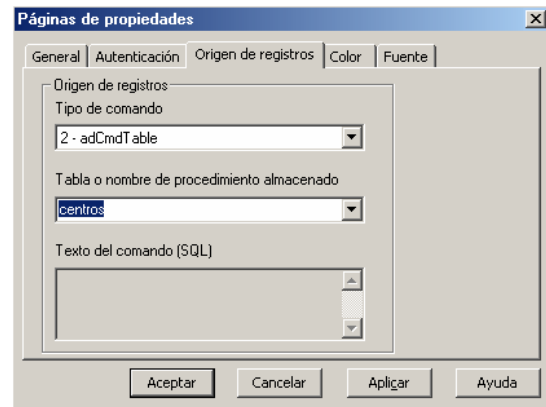 Páginas de propiedades
General Autenticación Origen de registros Color Fuente
Origen de registros
Tipo de comando
2 - adCmdTable
Tabla o nombre de procedimiento almacenado
centros
Texto del comando (SQL)
Aceptar Cancelar Aplicar Ayuda